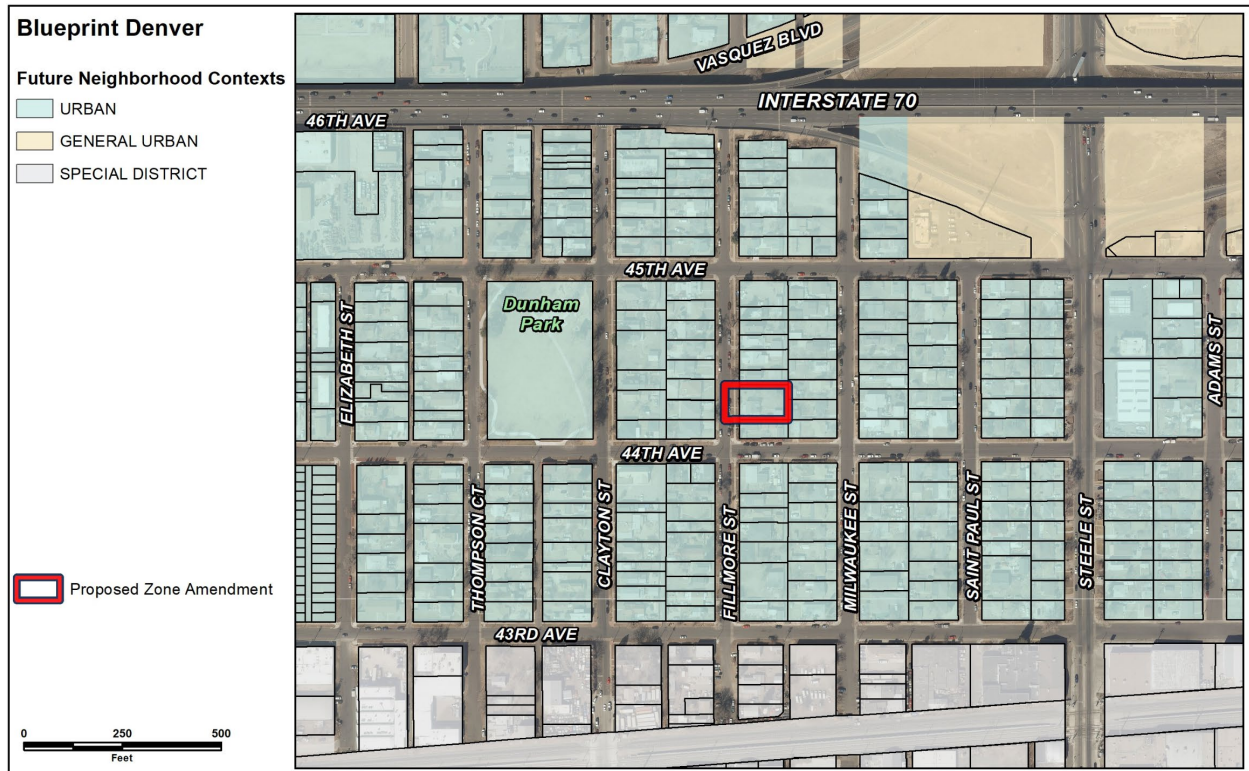 Blueprint Denver
Future Neighborhood Contexts
URBAN
GENERAL URBAN
SPECIAL DISTRICT
Proposed Zone Amendment
0 250 500
Feet
VASQUEZ BLVD
INTERSTATE 70
46TH AVE
45TH AVE
Dunham
Park
ELIZABETH ST
ADAMS ST
44TH AVE
THOMPSON CT
CLAYTON ST
FILLMORE ST
MILWAUKEE ST
SAINT PAUL ST
STEELE ST
43RD AVE